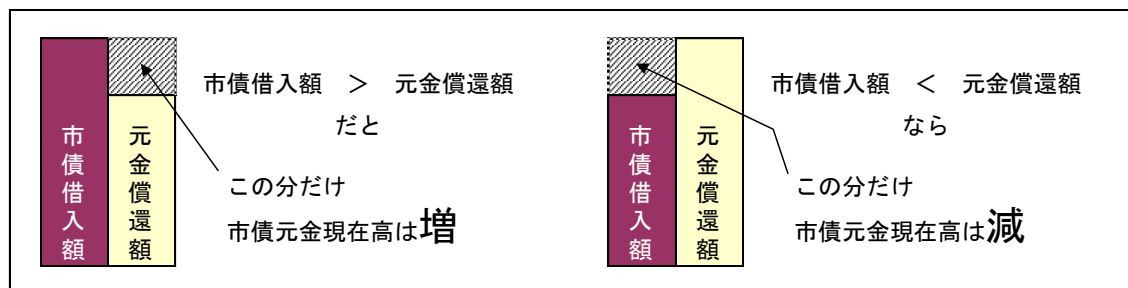 市債借入額
元金償還額
市債借入額　＞　元金償還額
だと
この分だけ
市債元金現在高は増
市債借入額
元金償還額
市債借入額　＜　元金償還額
なら
この分だけ
市債元金現在高は減